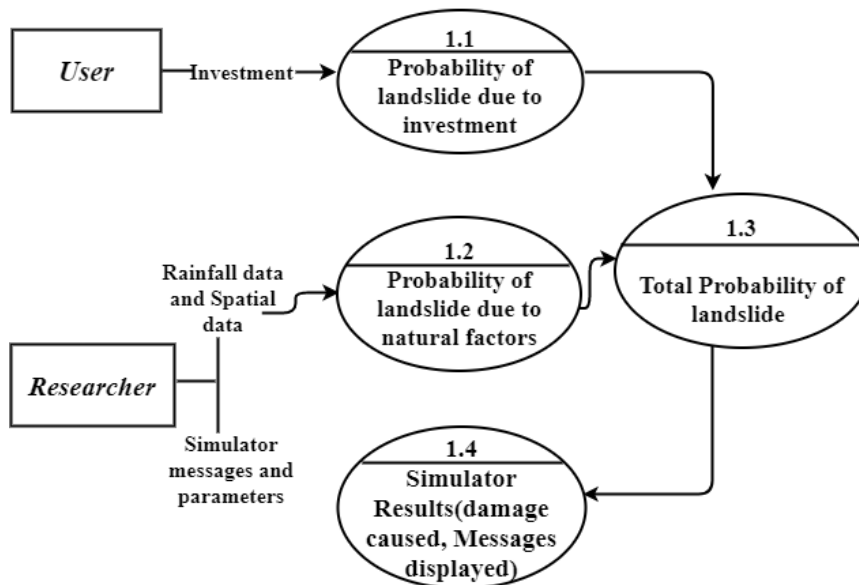 User
Investment
1.1
Probability of
landslide due to
investment
1.2
Probability of
landslide due to
natural factors
1.3
Total Probability of
landslide
Rainfall data
and Spatial
data
Researcher
Simulator
messages and
parameters
1.4
Simulator
Results(damage
caused, Messages
displayed)